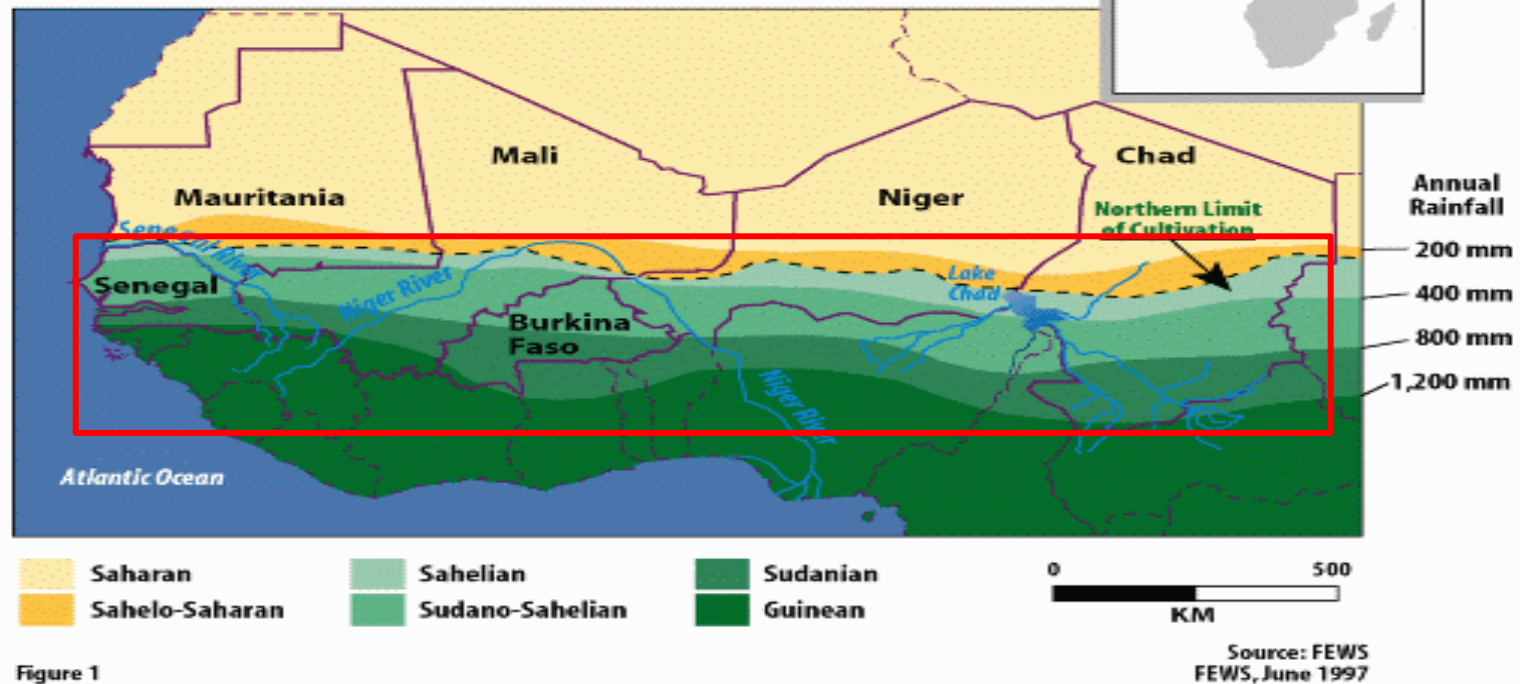 Mali
Chad
Mauritania
Niger
Annual
Rainfall
Northern Limit
of Cultivation
Senegal River
200 mm
Lake
Chad
Senegal
Niger River
400 mm
Burkina
Faso
800 mm
1,200 mm
Niger River
Atlantic Ocean
Saharan
Sahelian
Sudanian
0
500
Sahelo-Saharan
Sudano-Sahelian
Guinean
KM
Source: FEWS
Figure 1
FEWS, June 1997